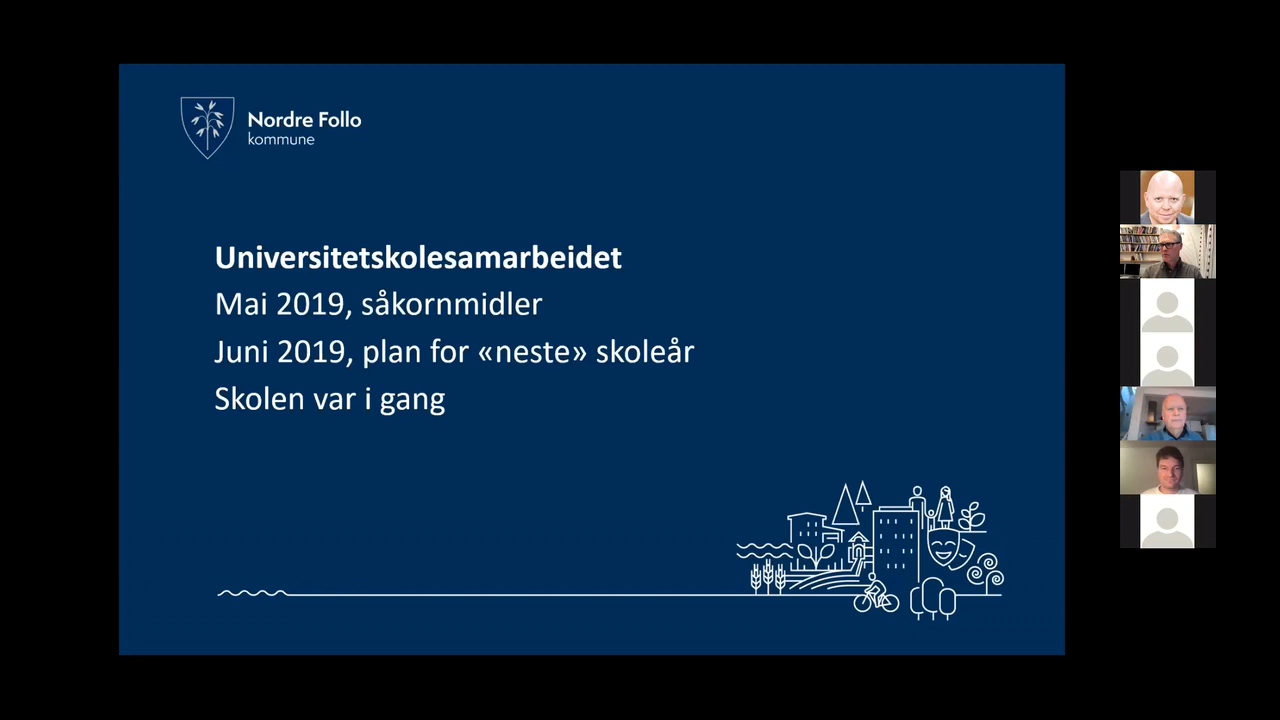 Nordre Follo
kommune
Universitetskolesamarbeidet
Mai 2019, såkornmidler
Juni 2019, plan for «neste» skoleår
Skolen var i gang